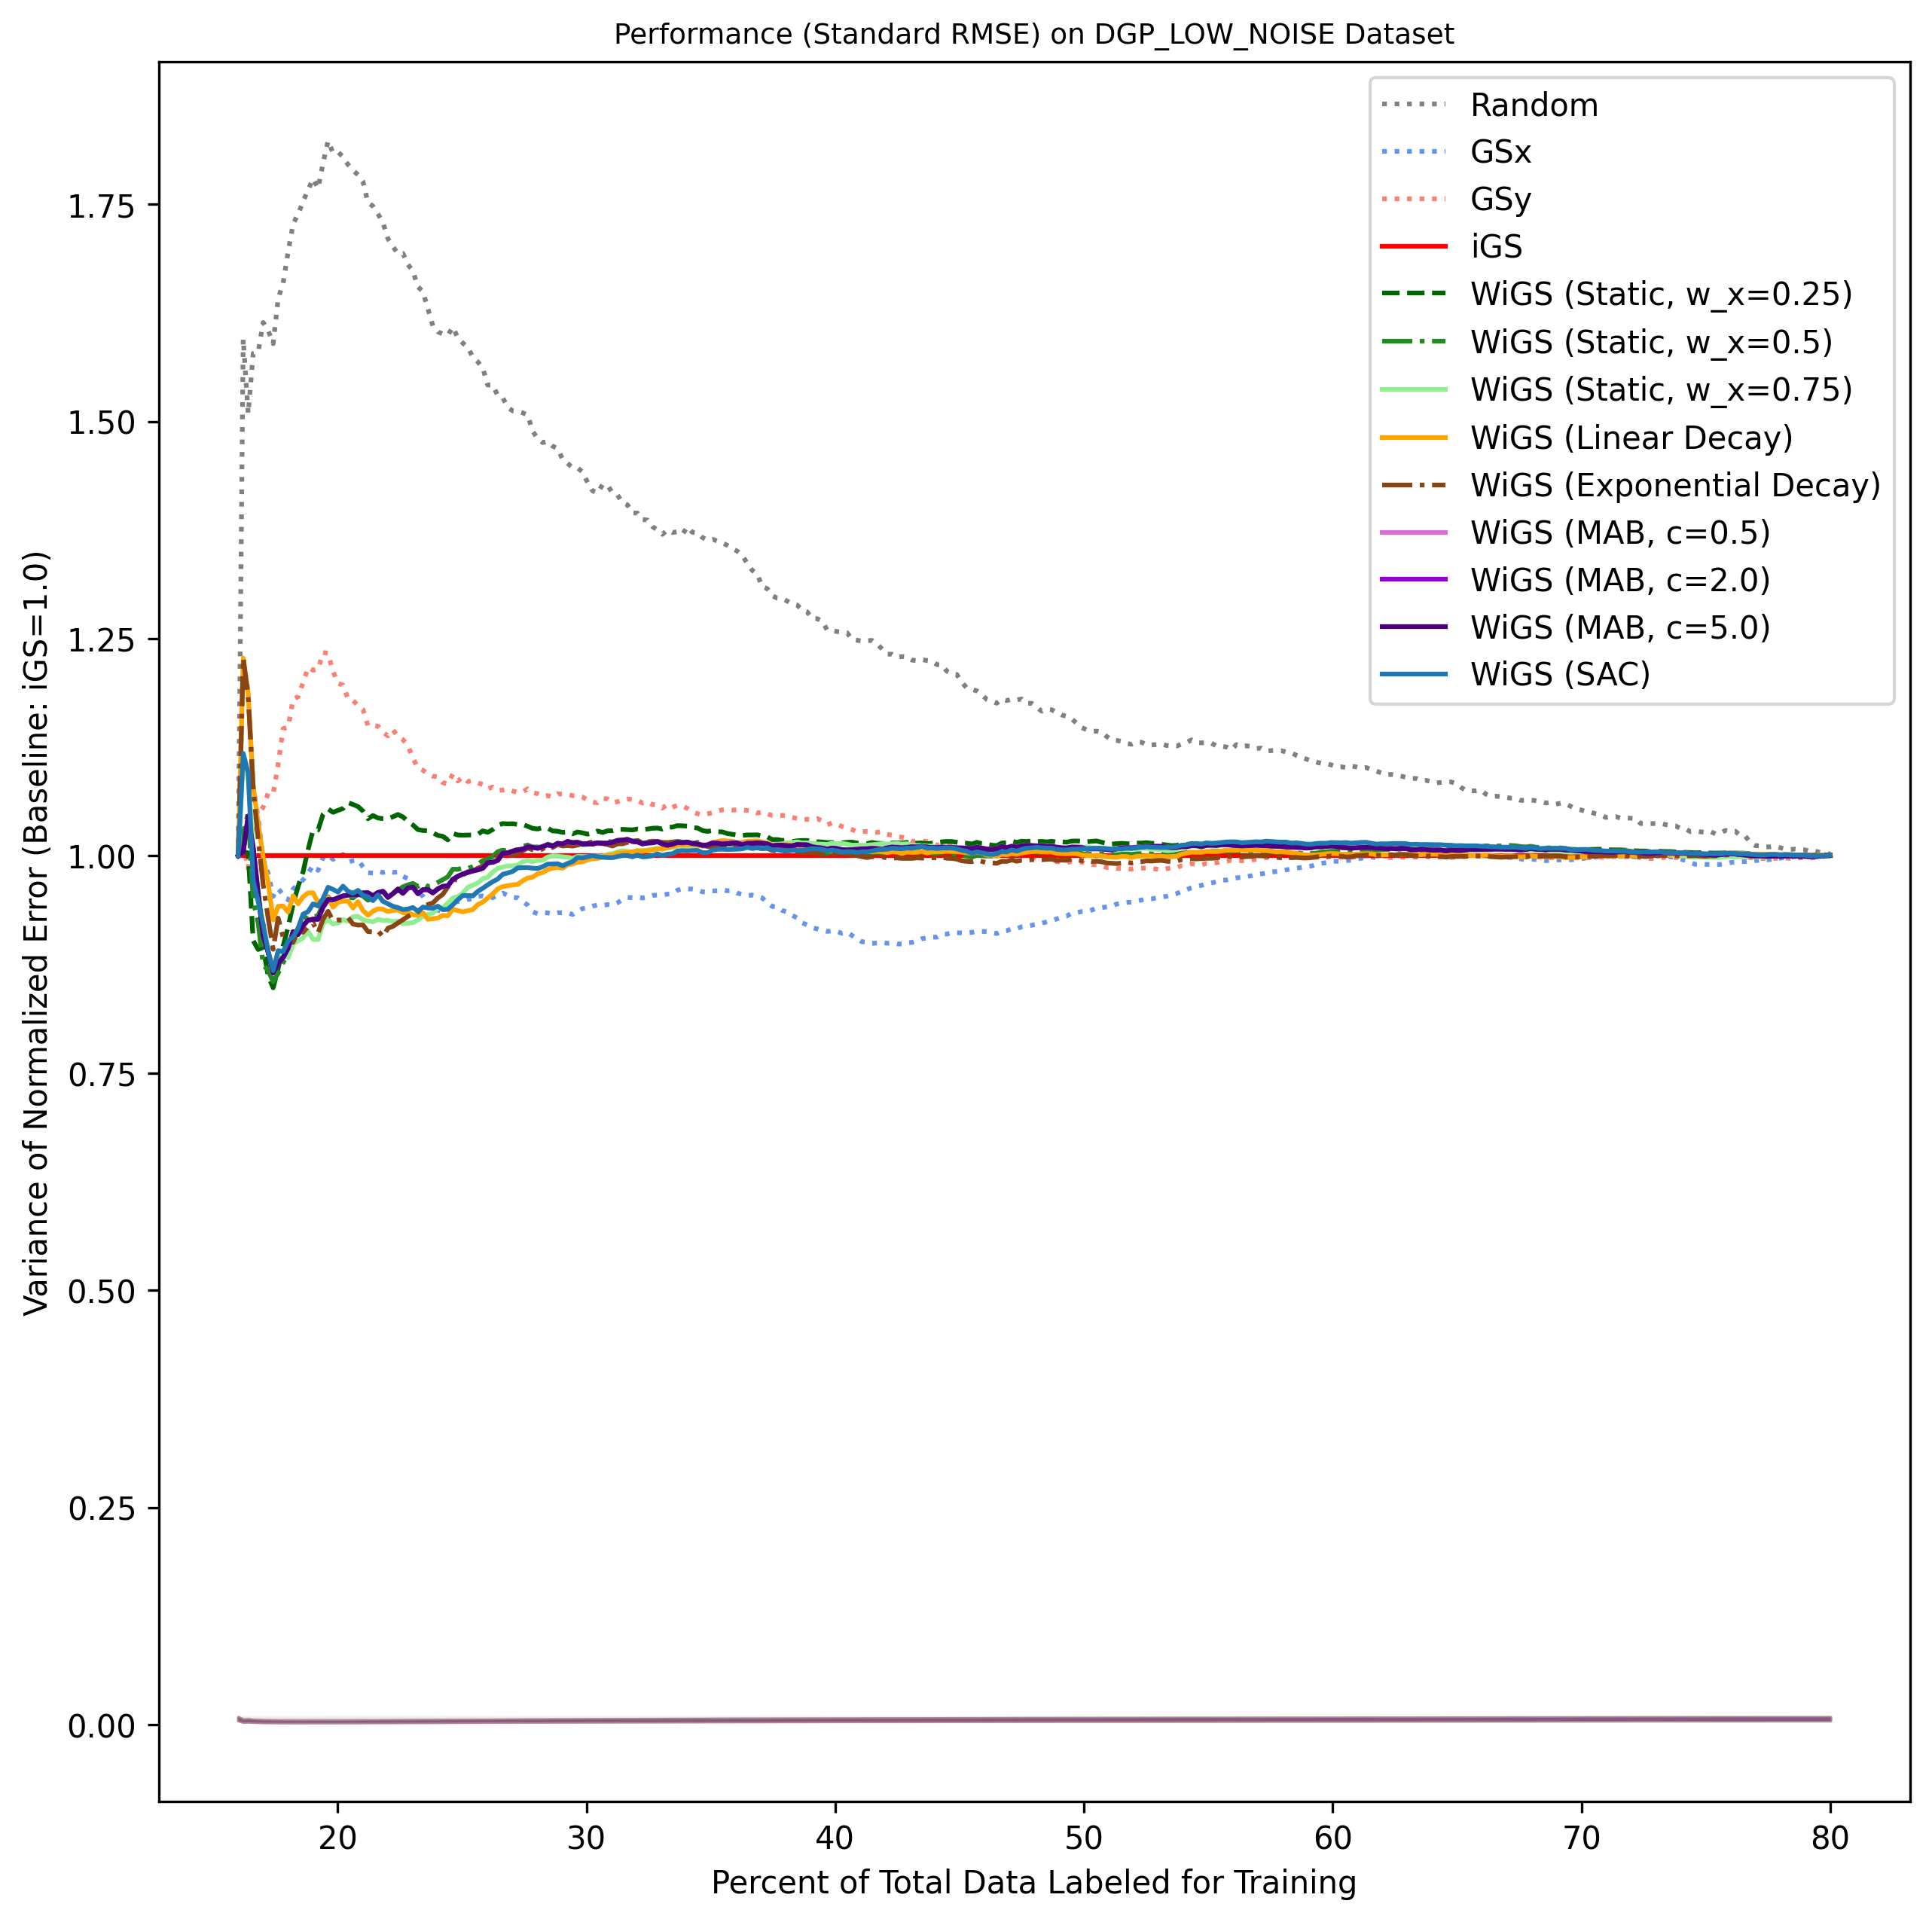 Performance (Standard RMSE) on DGP_LOW_NOISE Dataset
Variance of Normalized Error (Baseline: iGS=1.0)
1.75
1.50
1.25
1.00
0.75
0.50
0.25
0.00
Random
GSx
GSy
iGS
WiGS (Static, w_x=0.25)
WiGS (Static, w_x=0.5)
WiGS (Static, w_x=0.75)
WiGS (Linear Decay)
WiGS (Exponential Decay)
WiGS (MAB, c=0.5)
WiGS (MAB, c=2.0)
WiGS (MAB, c=5.0)
WiGS (SAC)
20 30 40 50 60 70 80
Percent of Total Data Labeled for Training